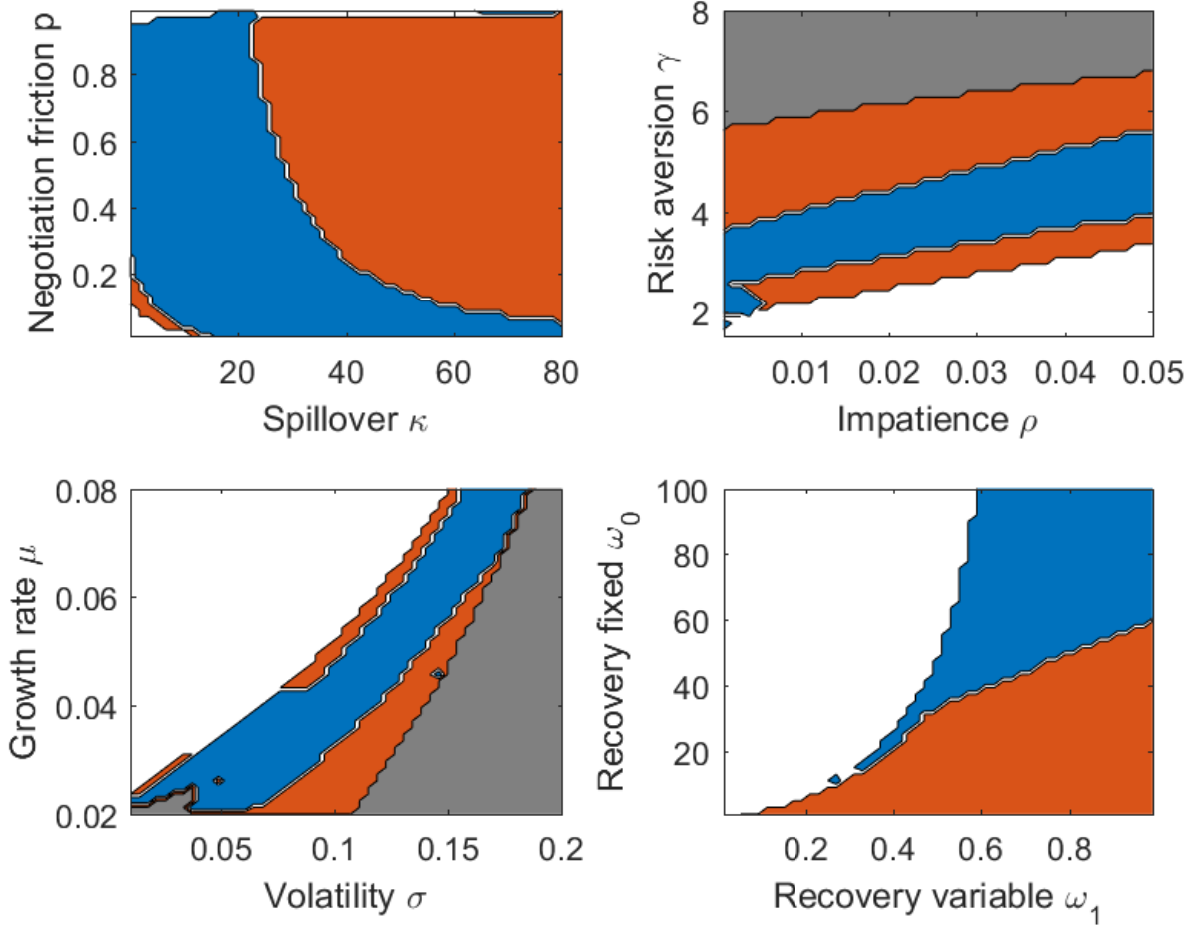 Negotiation friction p
0.8
0.6
0.4
0.2
20 40 60 80
Spillover κ
Risk aversion γ
8
6
4
2
0.01 0.02 0.03 0.04 0.05
Impatience ρ
Growth rate μ
0.08
0.06
0.04
0.02
0.05 0.1 0.15 0.2
Volatility σ
Recovery fixed ω₀
100
80
60
40
20
0.2 0.4 0.6 0.8
Recovery variable ω₁